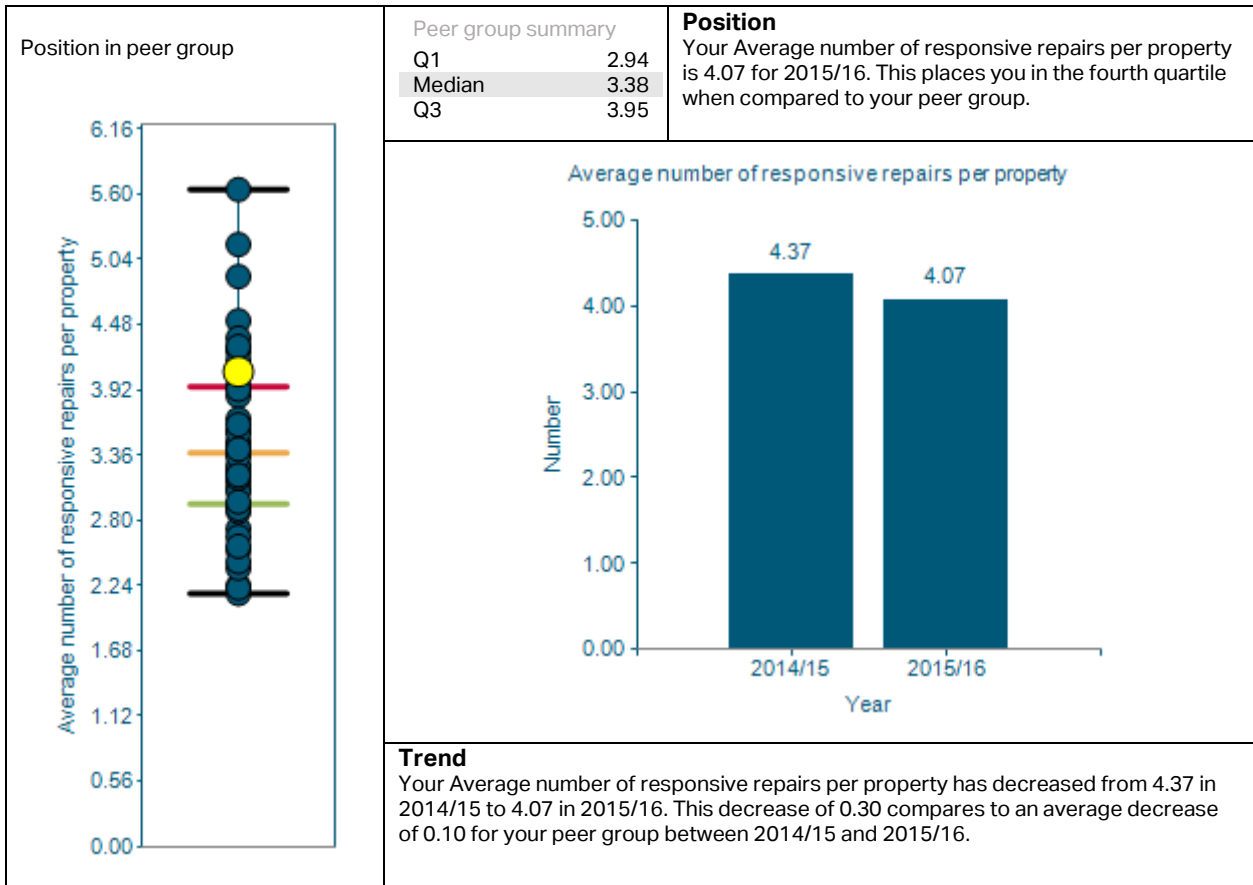 Position in peer group
Average number of responsive repairs per property
6.16
5.60
5.04
4.48
3.92
3.36
2.80
2.24
1.68
1.12
0.56
0.00
Peer group summary
Q1 2.94
Median 3.38
Q3 3.95
Position
Your Average number of responsive repairs per property
is 4.07 for 2015/16. This places you in the fourth quartile
when compared to your peer group.
Average number of responsive repairs per property
Number
5.00
4.00
3.00
2.00
1.00
0.00
4.37
4.07
2014/15 2015/16
Year
Trend
Your Average number of responsive repairs per property has decreased from 4.37 in
2014/15 to 4.07 in 2015/16. This decrease of 0.30 compares to an average decrease
of 0.10 for your peer group between 2014/15 and 2015/16.